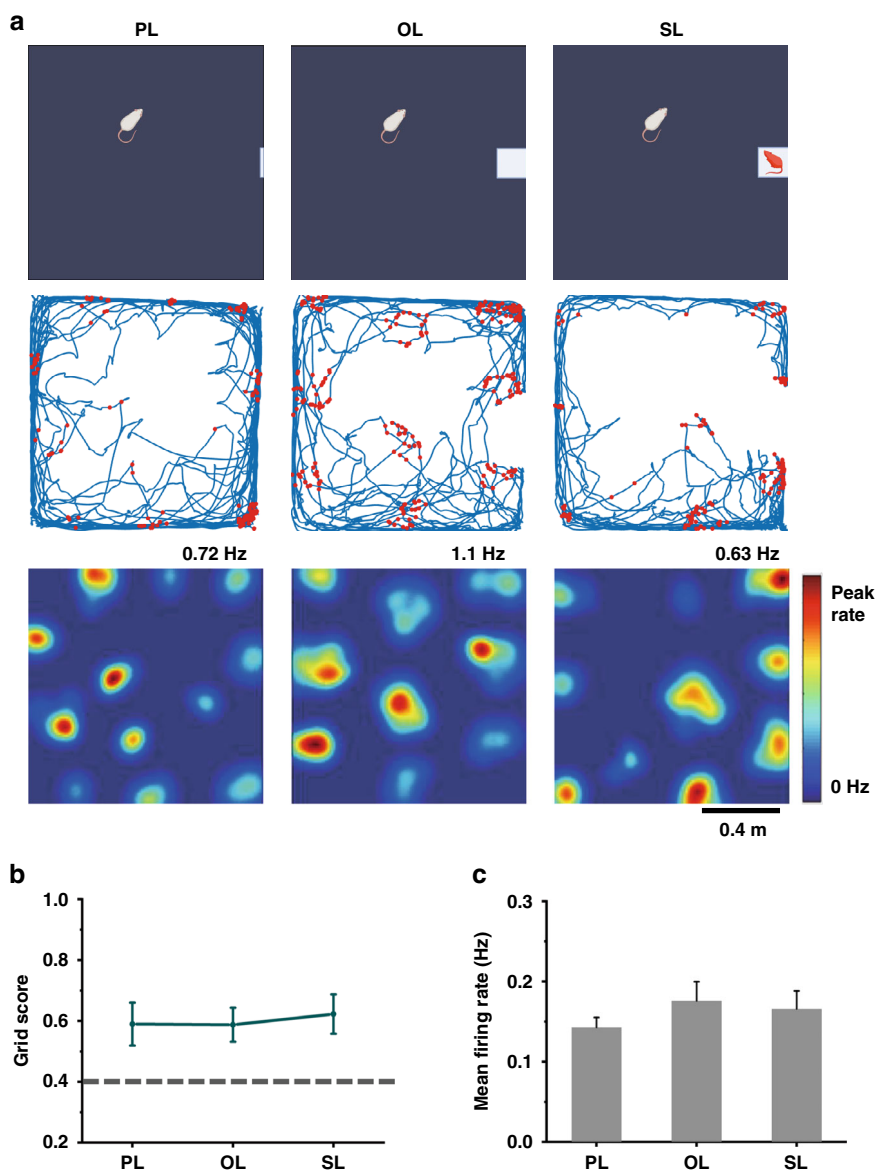 a
PL OL SL
0.72 Hz 1.1 Hz 0.63 Hz
Peak
rate
0 Hz
0.4 m
b
1.0
0.8
0.6
0.4
0.2
Grid score
PL OL SL
c
0.3
0.2
0.1
0.0
Mean firing rate (Hz)
PL OL SL